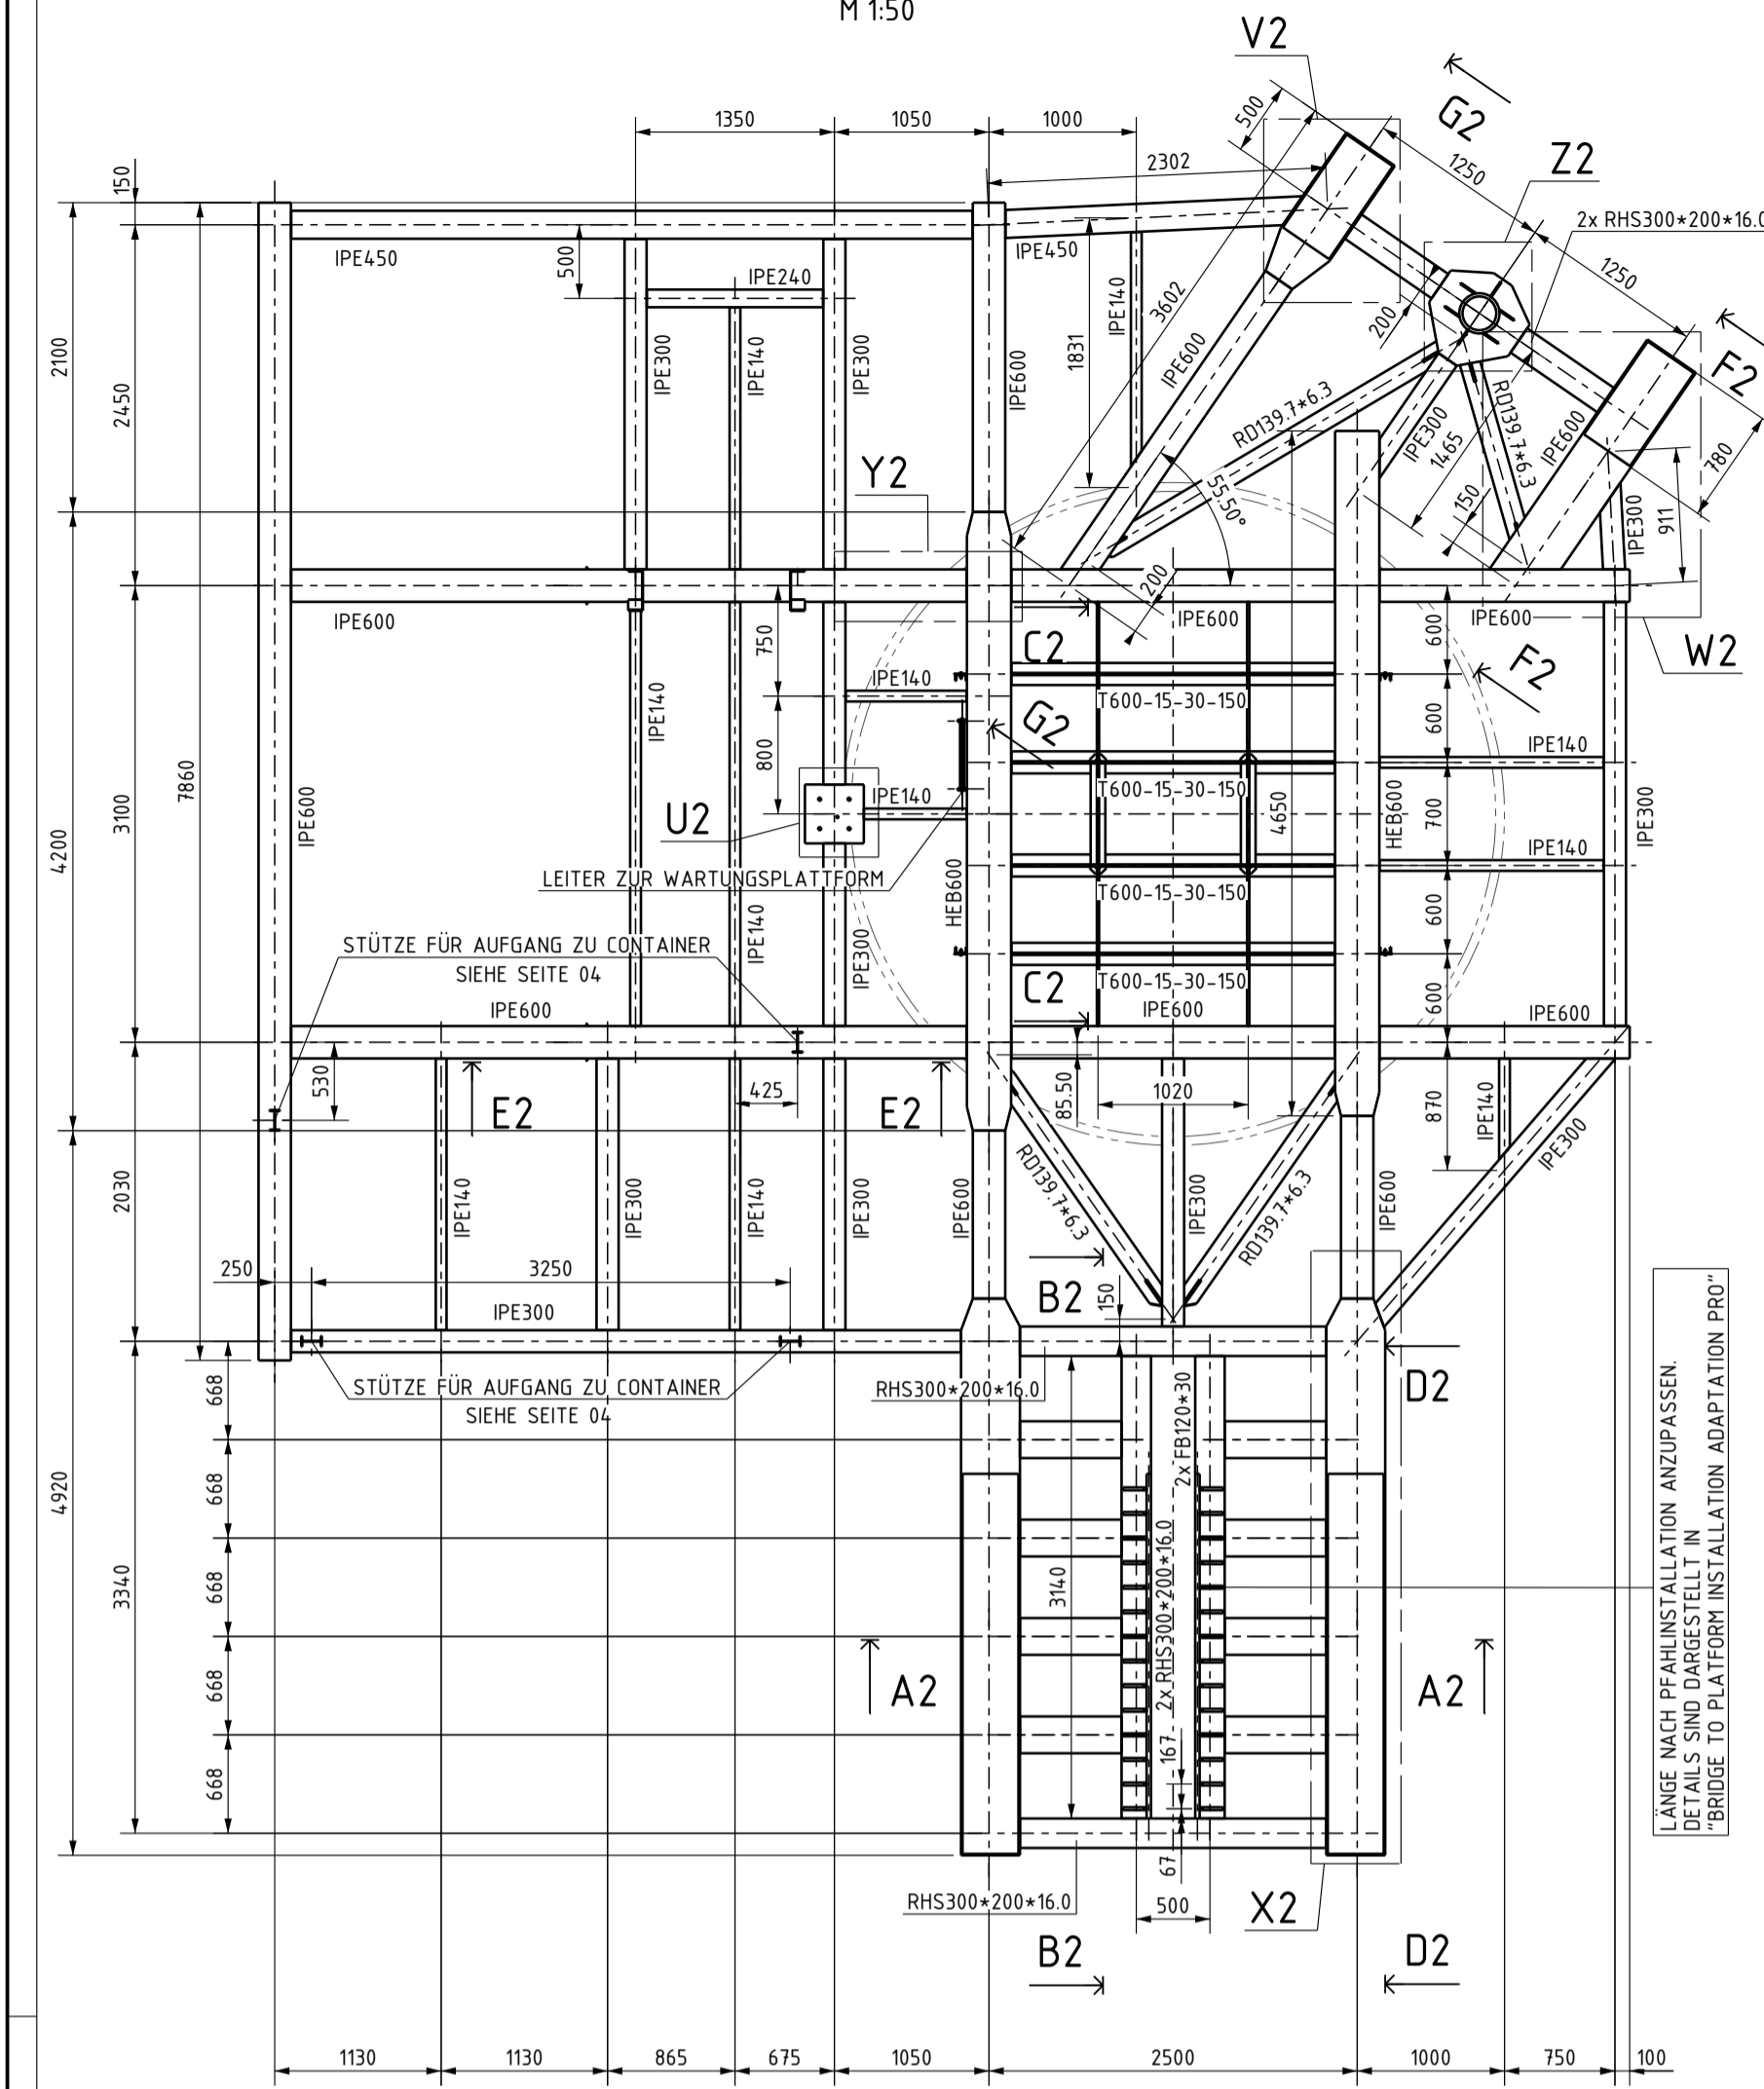 M 1:50
V2
G2
500
1350
1050
1000
1250
Z2
2302
2x RHS300*200*16.0
150
1250
IPE450
500
IPE240
IPE450
3602
IPE140
200
F2
2100
2450
IPE300
IPE140
IPE300
IPE600
1831
IPE600
RD139.7*6.3
IPE300
1465
RD139.7*6.3
IPE600
780
Y2
55.50°
150
IPE300
911
200
IPE600
IPE600
IPE600
750
C2
600
W2
IPE140
F2
T600-15-30-150
IPE140
G2
600
7860
3100
800
IPE140
IPE140
T600-15-30-150
4200
IPE600
U2
4650
HEB600
700
IPE300
IPE140
LEITER ZUR WARTUNGSPLATTFORM
T600-15-30-150
HEB600
STÜTZE FÜR AUFGANG ZU CONTAINER
SIEHE SEITE 04
IPE140
IPE300
600
C2
T600-15-30-150
IPE600
IPE600
IPE600
600
530
425
85.50
1020
E2
E2
870
IPE140
IPE300
2030
IPE140
IPE300
IPE140
IPE300
IPE600
RD139.7*6.3
IPE300
RD139.7*6.3
IPE600
250
3250
IPE300
B2
150
STÜTZE FÜR AUFGANG ZU CONTAINER
SIEHE SEITE 04
RHS300*200*16.0
D2
668
2x FB120*30
LÄNGE NACH PFAHLINSTALLATION ANZUPASSEN.
DETAILS SIND DARGESTELLT IN
"BRIDGE TO PLATFORM INSTALLATION ADAPTATION PRO"
668
4920
3340
668
3140
2x RHS300*200*16.0
668
A2
A2
668
167
67
RHS300*200*16.0
500
X2
B2
D2
1130
1130
865
675
1050
2500
1000
750
100